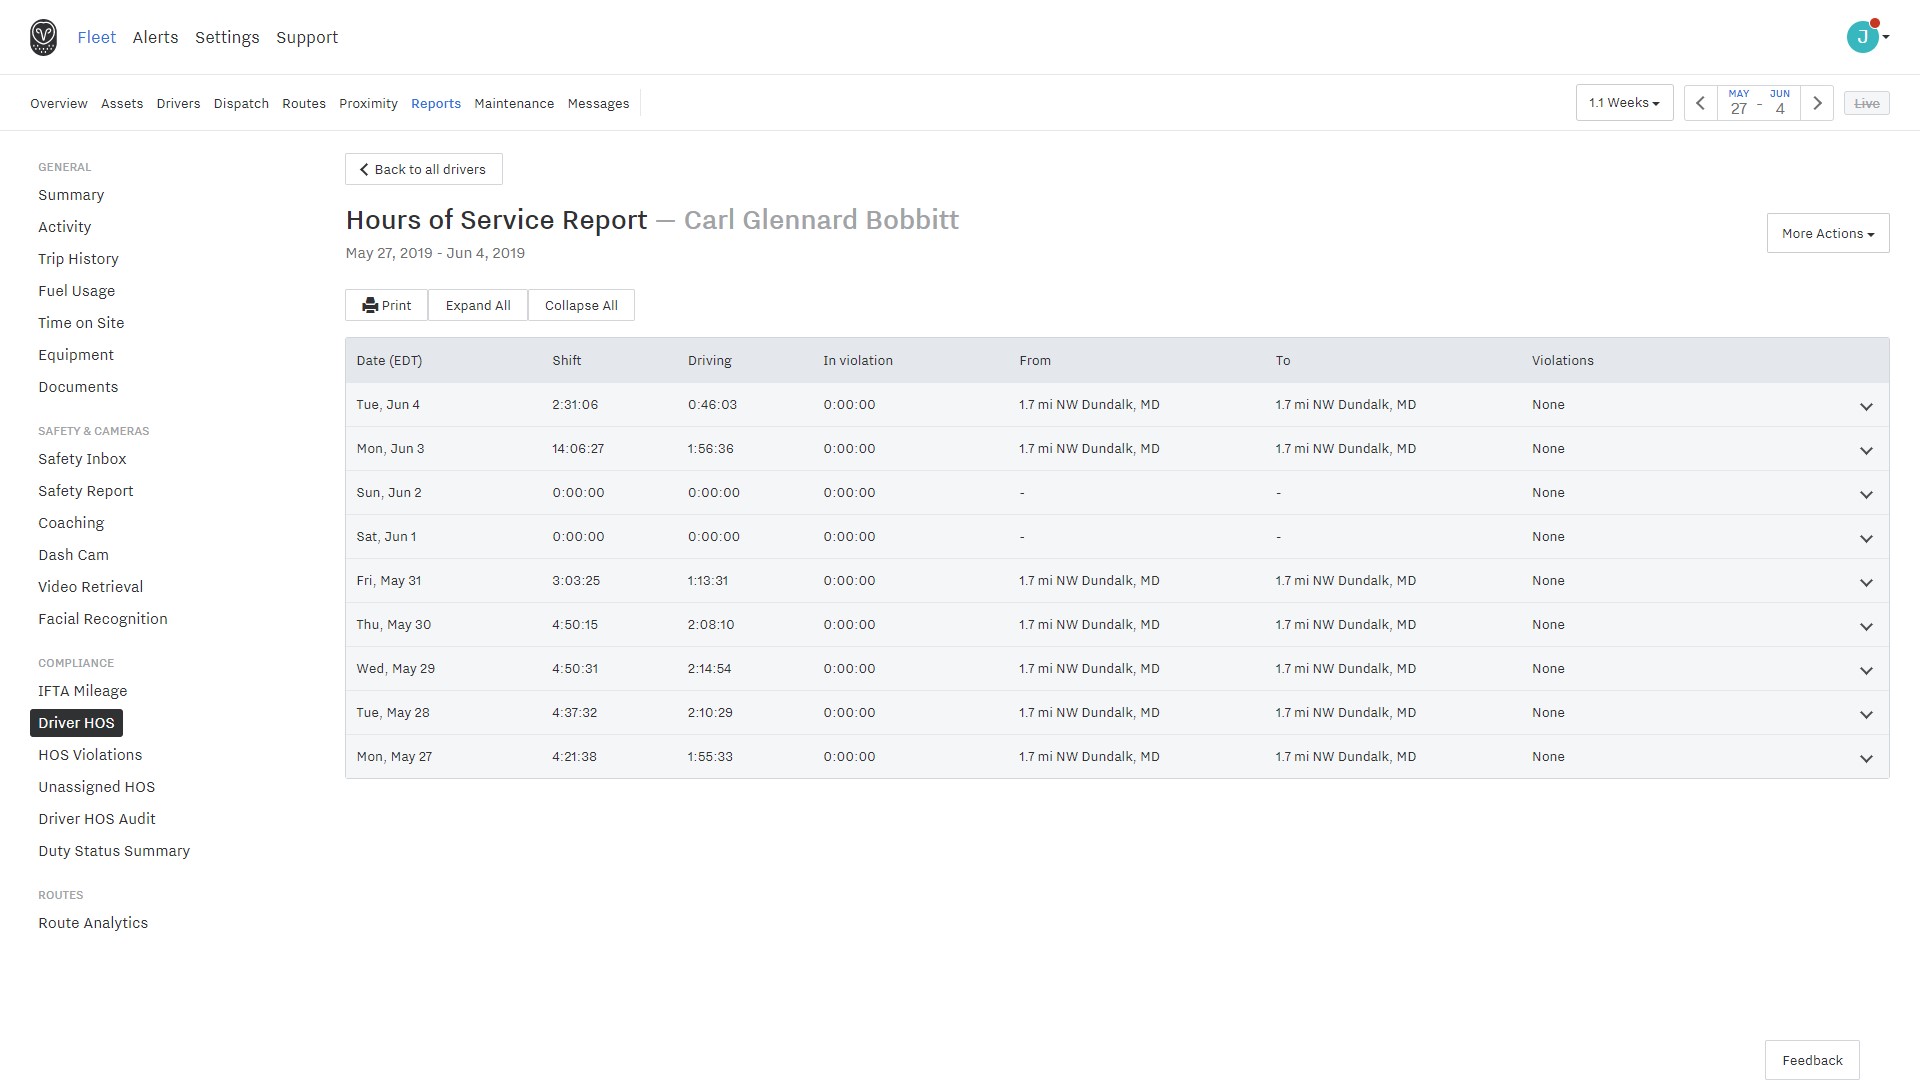 Fleet Alerts Settings Support
J
Overview Assets Drivers Dispatch Routes Proximity Reports Maintenance Messages
1.1 Weeks
MAY 27 - JUN 4
Live
GENERAL
Summary
Activity
Trip History
Fuel Usage
Time on Site
Equipment
Documents
SAFETY & CAMERAS
Safety Inbox
Safety Report
Coaching
Dash Cam
Video Retrieval
Facial Recognition
COMPLIANCE
IFTA Mileage
Driver HOS
HOS Violations
Unassigned HOS
Driver HOS Audit
Duty Status Summary
ROUTES
Route Analytics
Back to all drivers
Hours of Service Report — Carl Glennard Bobbitt
May 27, 2019 - Jun 4, 2019
More Actions
Print Expand All Collapse All
Date (EDT) Shift Driving In violation From To Violations
Tue, Jun 4 2:31:06 0:46:03 0:00:00 1.7 mi NW Dundalk, MD 1.7 mi NW Dundalk, MD None
Mon, Jun 3 14:06:27 1:56:36 0:00:00 1.7 mi NW Dundalk, MD 1.7 mi NW Dundalk, MD None
Sun, Jun 2 0:00:00 0:00:00 0:00:00 - - None
Sat, Jun 1 0:00:00 0:00:00 0:00:00 - - None
Fri, May 31 3:03:25 1:13:31 0:00:00 1.7 mi NW Dundalk, MD 1.7 mi NW Dundalk, MD None
Thu, May 30 4:50:15 2:08:10 0:00:00 1.7 mi NW Dundalk, MD 1.7 mi NW Dundalk, MD None
Wed, May 29 4:50:31 2:14:54 0:00:00 1.7 mi NW Dundalk, MD 1.7 mi NW Dundalk, MD None
Tue, May 28 4:37:32 2:10:29 0:00:00 1.7 mi NW Dundalk, MD 1.7 mi NW Dundalk, MD None
Mon, May 27 4:21:38 1:55:33 0:00:00 1.7 mi NW Dundalk, MD 1.7 mi NW Dundalk, MD None
Feedback